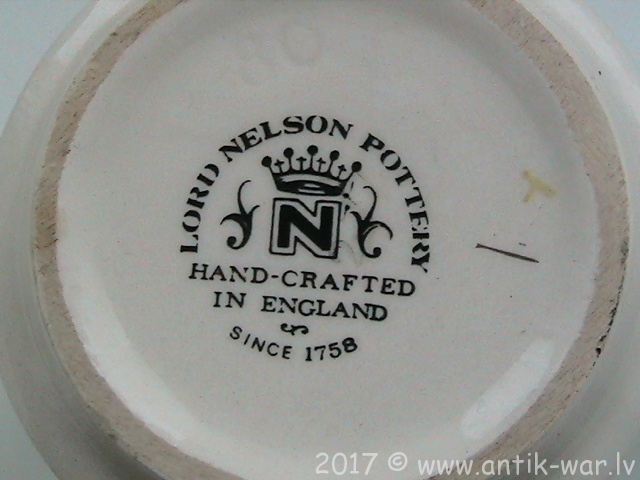 LORD NELSON POTTERY
N
HAND-CRAFTED
IN ENGLAND
SINCE 1758
T
2017 © www.antik-war.lv